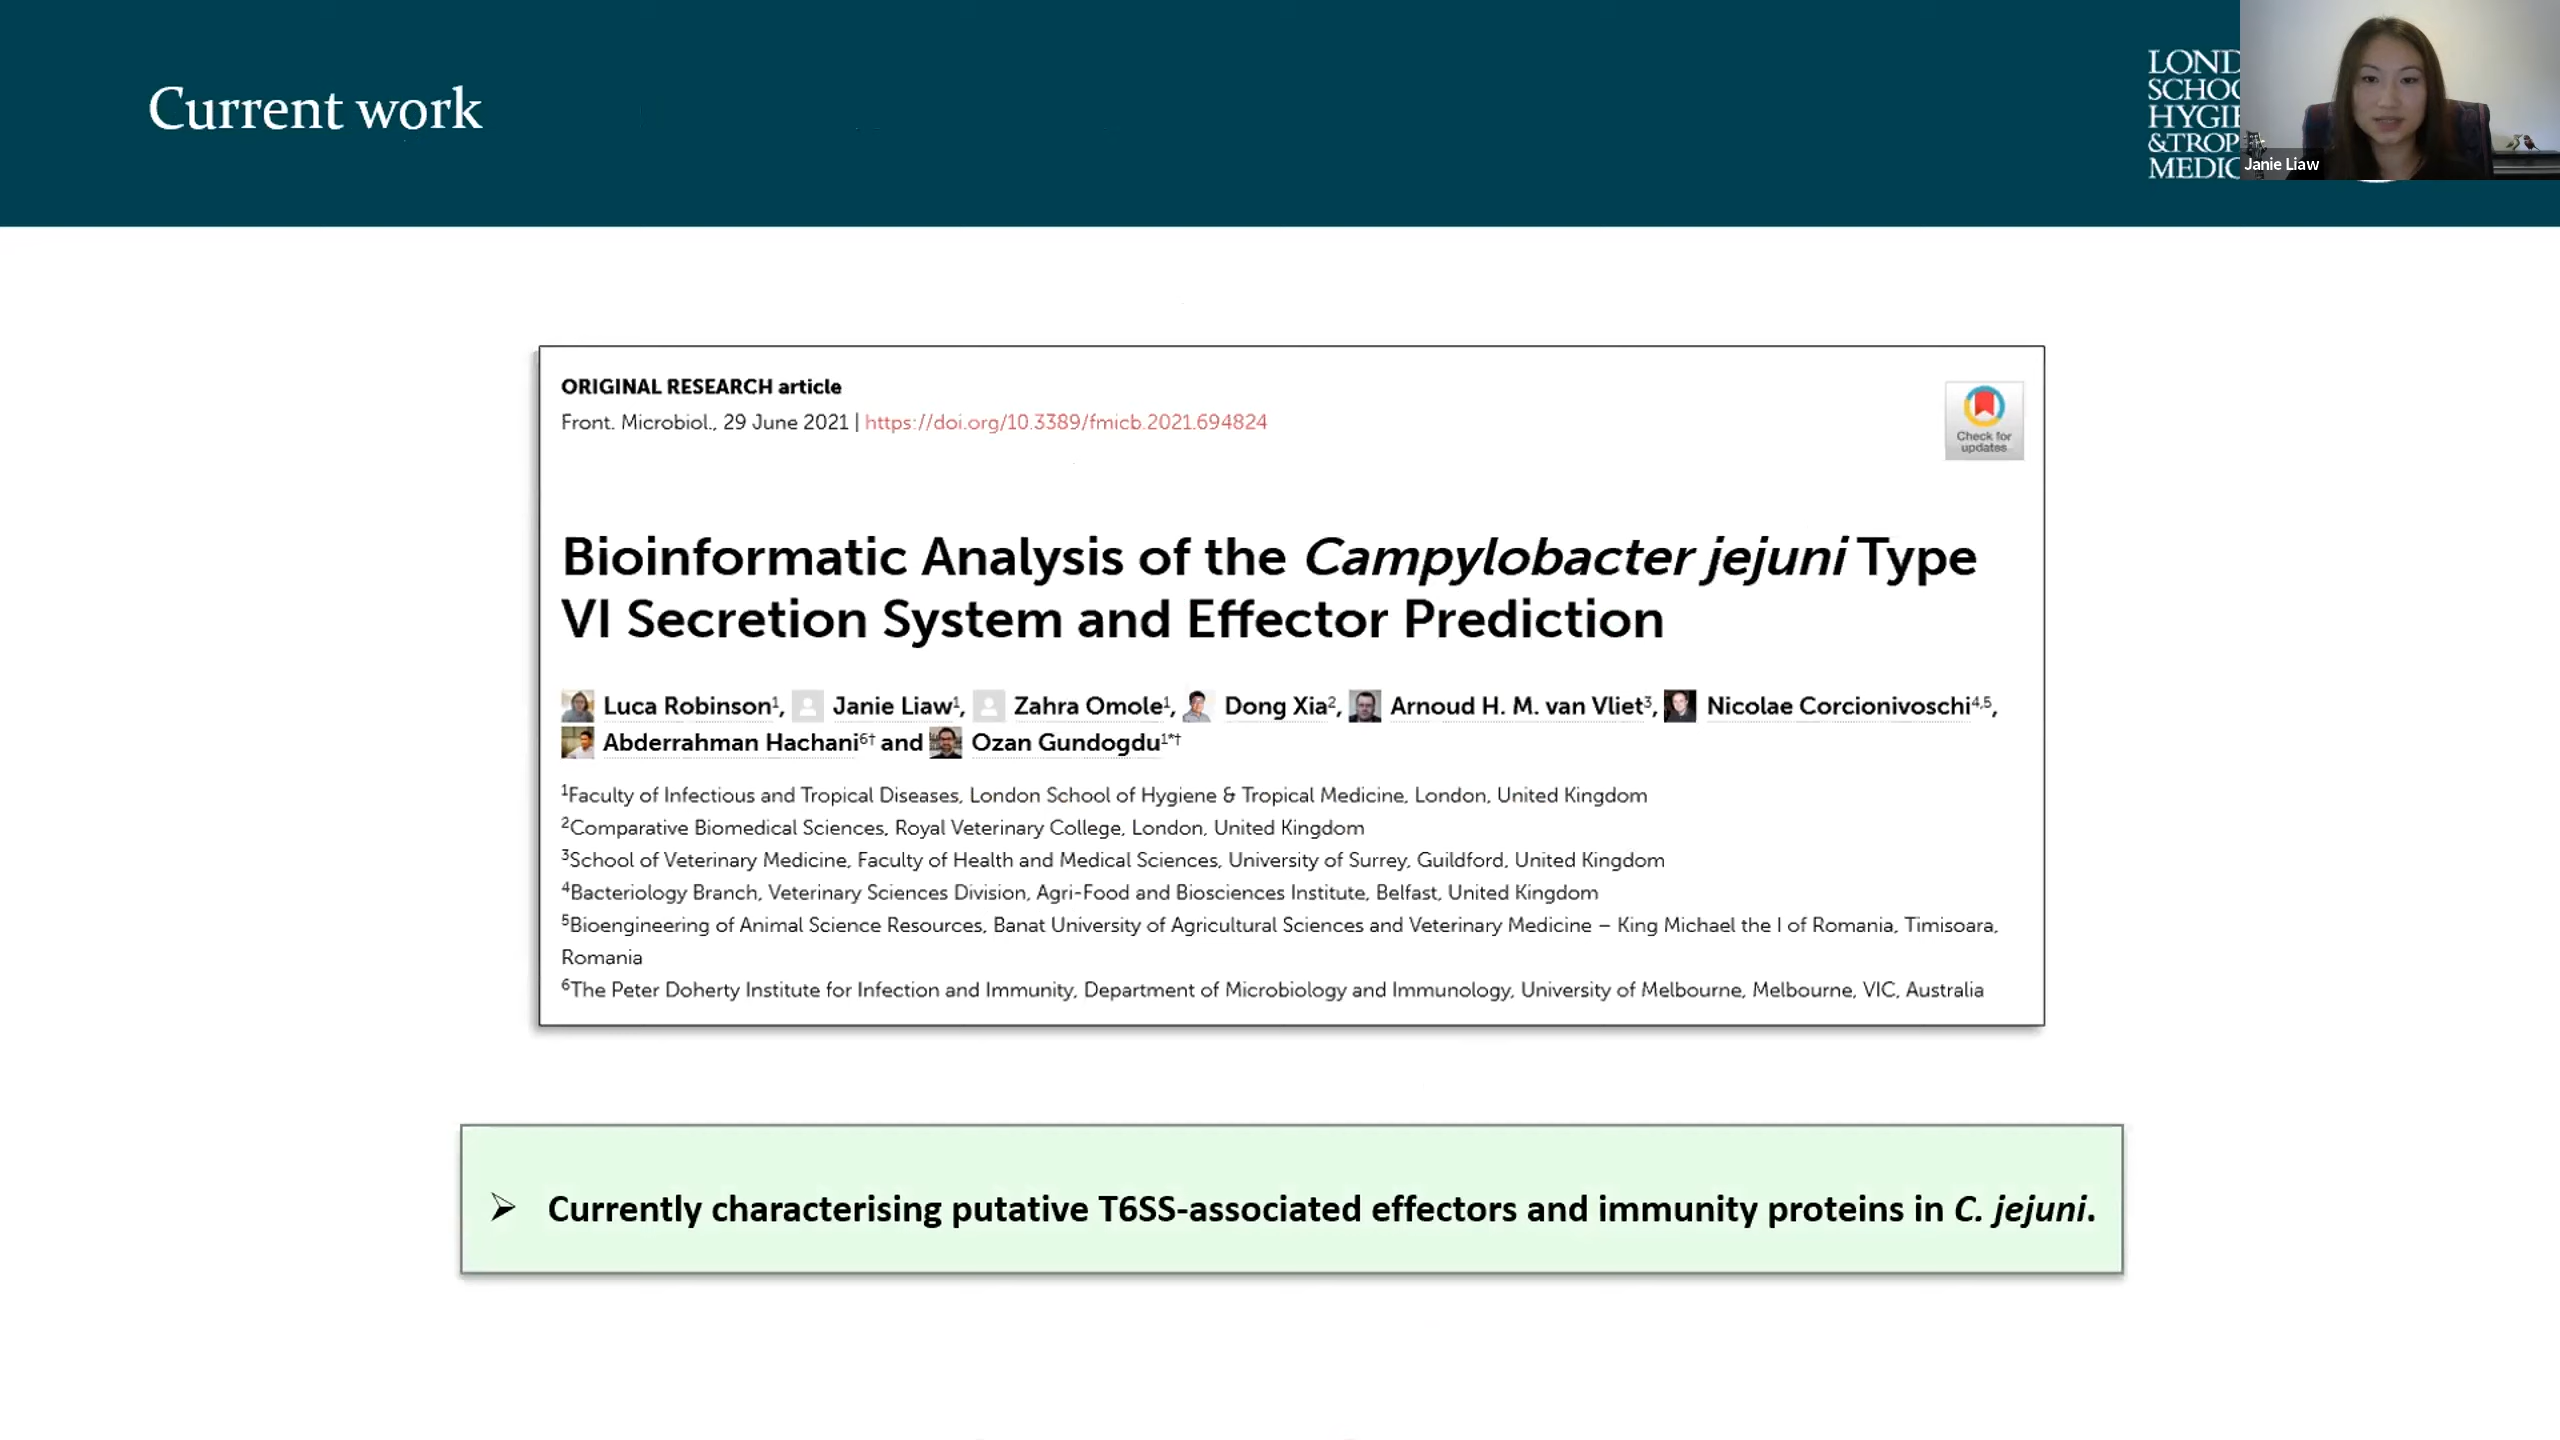 Current work
LOND
SCHOO
HYGIE
&TROP
MEDIC
Janie Liaw
ORIGINAL RESEARCH article
Front. Microbiol., 29 June 2021 | https://doi.org/10.3389/fmicb.2021.694824
Check for
updates
Bioinformatic Analysis of the Campylobacter jejuni Type
VI Secretion System and Effector Prediction
Luca Robinson¹, Janie Liaw¹, Zahra Omole¹, Dong Xia², Arnoud H. M. van Vliet³, Nicolae Corcionivoschi⁴,⁵,
Abderrahman Hachani⁶† and Ozan Gundogdu¹*†
¹Faculty of Infectious and Tropical Diseases, London School of Hygiene & Tropical Medicine, London, United Kingdom
²Comparative Biomedical Sciences, Royal Veterinary College, London, United Kingdom
³School of Veterinary Medicine, Faculty of Health and Medical Sciences, University of Surrey, Guildford, United Kingdom
⁴Bacteriology Branch, Veterinary Sciences Division, Agri-Food and Biosciences Institute, Belfast, United Kingdom
⁵Bioengineering of Animal Science Resources, Banat University of Agricultural Sciences and Veterinary Medicine – King Michael the I of Romania, Timisoara,
Romania
⁶The Peter Doherty Institute for Infection and Immunity, Department of Microbiology and Immunology, University of Melbourne, Melbourne, VIC, Australia
➢ Currently characterising putative T6SS-associated effectors and immunity proteins in C. jejuni.